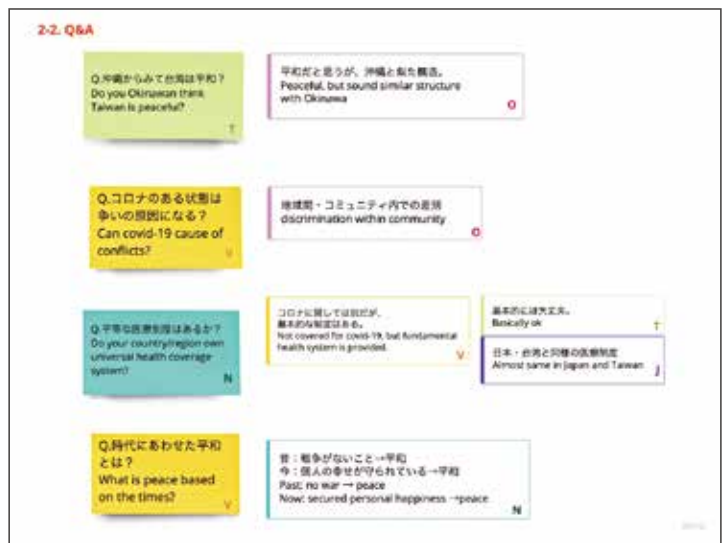 2-2. Q&A
Q.沖縄からみて台湾は平和？
Do you Okinawan think
Taiwan is peaceful?
T
平和だと思うが、沖縄と似た構造。
Peaceful, but sound similar structure
with Okinawa
O
Q.コロナのある状態は
争いの原因になる？
Can covid-19 cause of
conflicts?
V
地域間・コミュニティ内での差別
discrimination within community
O
Q.平等な医療制度はあるか？
Do your country/region own
universal health coverage
system?
N
コロナに関しては別だが、
基本的な制度はある。
Not covered for covid-19, but fundamental
health system is provided.
V
基本的には大丈夫。
Basically ok
T
日本・台湾と同様の医療制度
Almost same in Japan and Taiwan
J
Q.時代にあわせた平和
とは？
What is peace based
on the times?
V
昔：戦争がないこと→平和
今：個人の幸せが守られている→平和
Past: no war → peace
Now: secured personal happiness →peace
N